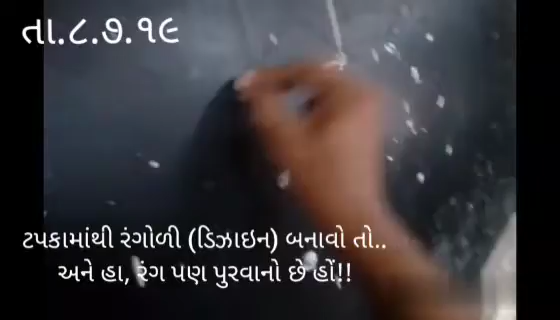 તા.૮.૭.૧૯
ટપકામાંથી રંગોળી (ડિઝાઇન) બનાવો તો..
અને હા, રંગ પણ પુરવાનો છે હોં!!